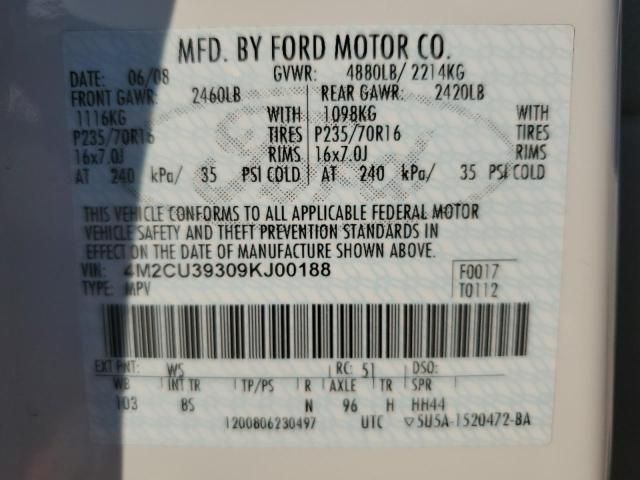 MFD. BY FORD MOTOR CO.
DATE: 06/08 GVWR: 4880LB/ 2214KG
FRONT GAWR: 2460LB REAR GAWR: 2420LB
1116KG WITH 1098KG WITH
P235/70R16 TIRES P235/70R16 TIRES
16x7.0J RIMS 16x7.0J RIMS
AT 240 kPa/ 35 PSI COLD AT 240 kPa/ 35 PSI COLD
THIS VEHICLE CONFORMS TO ALL APPLICABLE FEDERAL MOTOR
VEHICLE SAFETY AND THEFT PREVENTION STANDARDS IN
EFFECT ON THE DATE OF MANUFACTURE SHOWN ABOVE.
VIN: 4M2CU39309KJ00188 F0017
TYPE: MPV T0112
EXT PNT: WS RC: 51 DSO:
WB INT TR TP/PS R AXLE TR SPR
103 BS N 96 H HH44
1200806230497 UTC ▽5U5A-1520472-BA